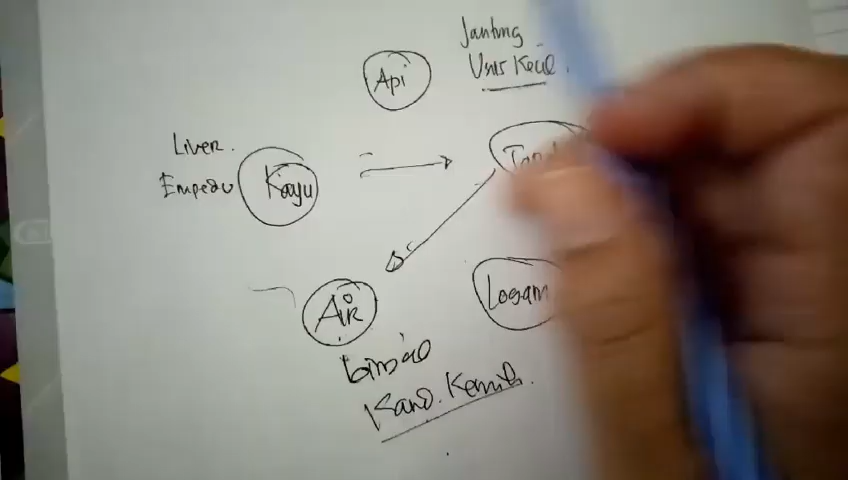 Jantung
Usus Kecil.
Api
Liver.
Empedu
Kayu
Air
Logam
Ginjal
Kand. Kemih.